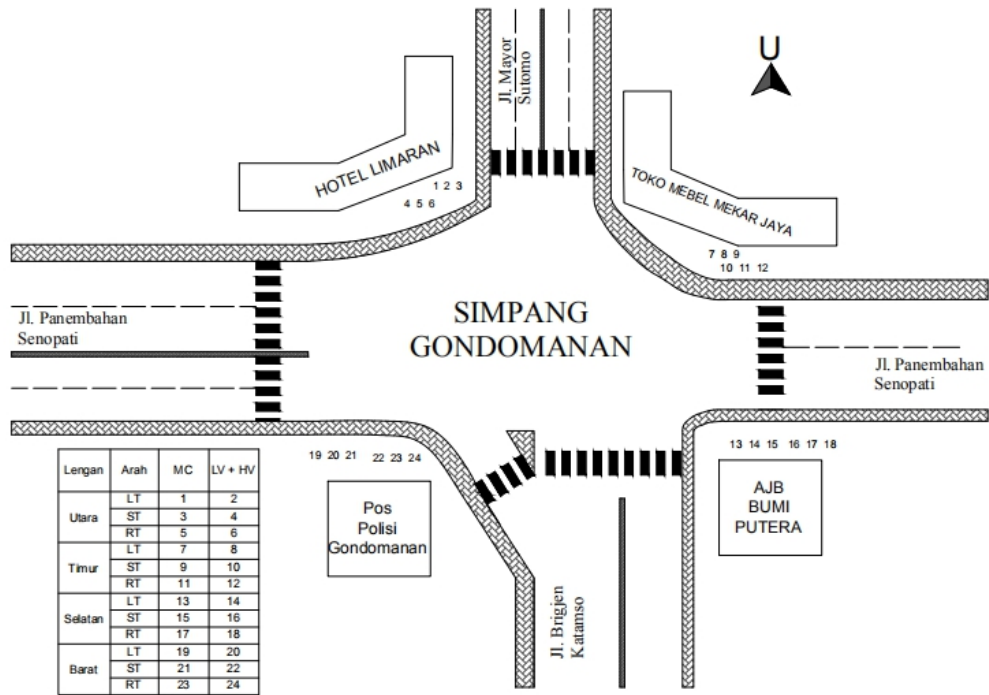 U
Jl. Mayor
Sutomo
HOTEL LIMARAN
1 2 3
4 5 6
TOKO MEBEL MEKAR JAYA
7 8 9
10 11 12
SIMPANG
GONDOMANAN
Jl. Panembahan
Senopati
Jl. Panembahan
Senopati
19 20 21 22 23 24
13 14 15 16 17 18
Pos
Polisi
Gondomanan
AJB
BUMI
PUTERA
Jl. Brigjen
Katamso
Lengan Arah MC LV + HV
Utara LT 1 2
ST 3 4
RT 5 6
Timur LT 7 8
ST 9 10
RT 11 12
Selatan LT 13 14
ST 15 16
RT 17 18
Barat LT 19 20
ST 21 22
RT 23 24